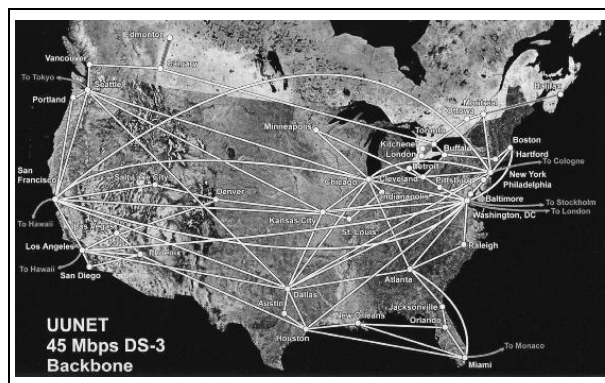 Edmonton
Vancouver
Calgary
To Tokyo
Seattle
Portland
Halifax
Montreal
Ottawa
Toronto
Minneapolis
Kitchener
London
Buffalo
Boston
Hartford
To Cologne
Detroit
San
Francisco
Salt Lake City
Denver
Chicago
Cleveland
Pittsburgh
New York
Philadelphia
Indianapolis
Baltimore
To Stockholm
Kansas City
St. Louis
Washington, DC
To London
To Hawaii
Las Vegas
Los Angeles
Phoenix
Raleigh
To Hawaii
San Diego
Atlanta
Dallas
Austin
Jacksonville
New Orleans
Orlando
Houston
To Monaco
Miami
UUNET
45 Mbps DS-3
Backbone